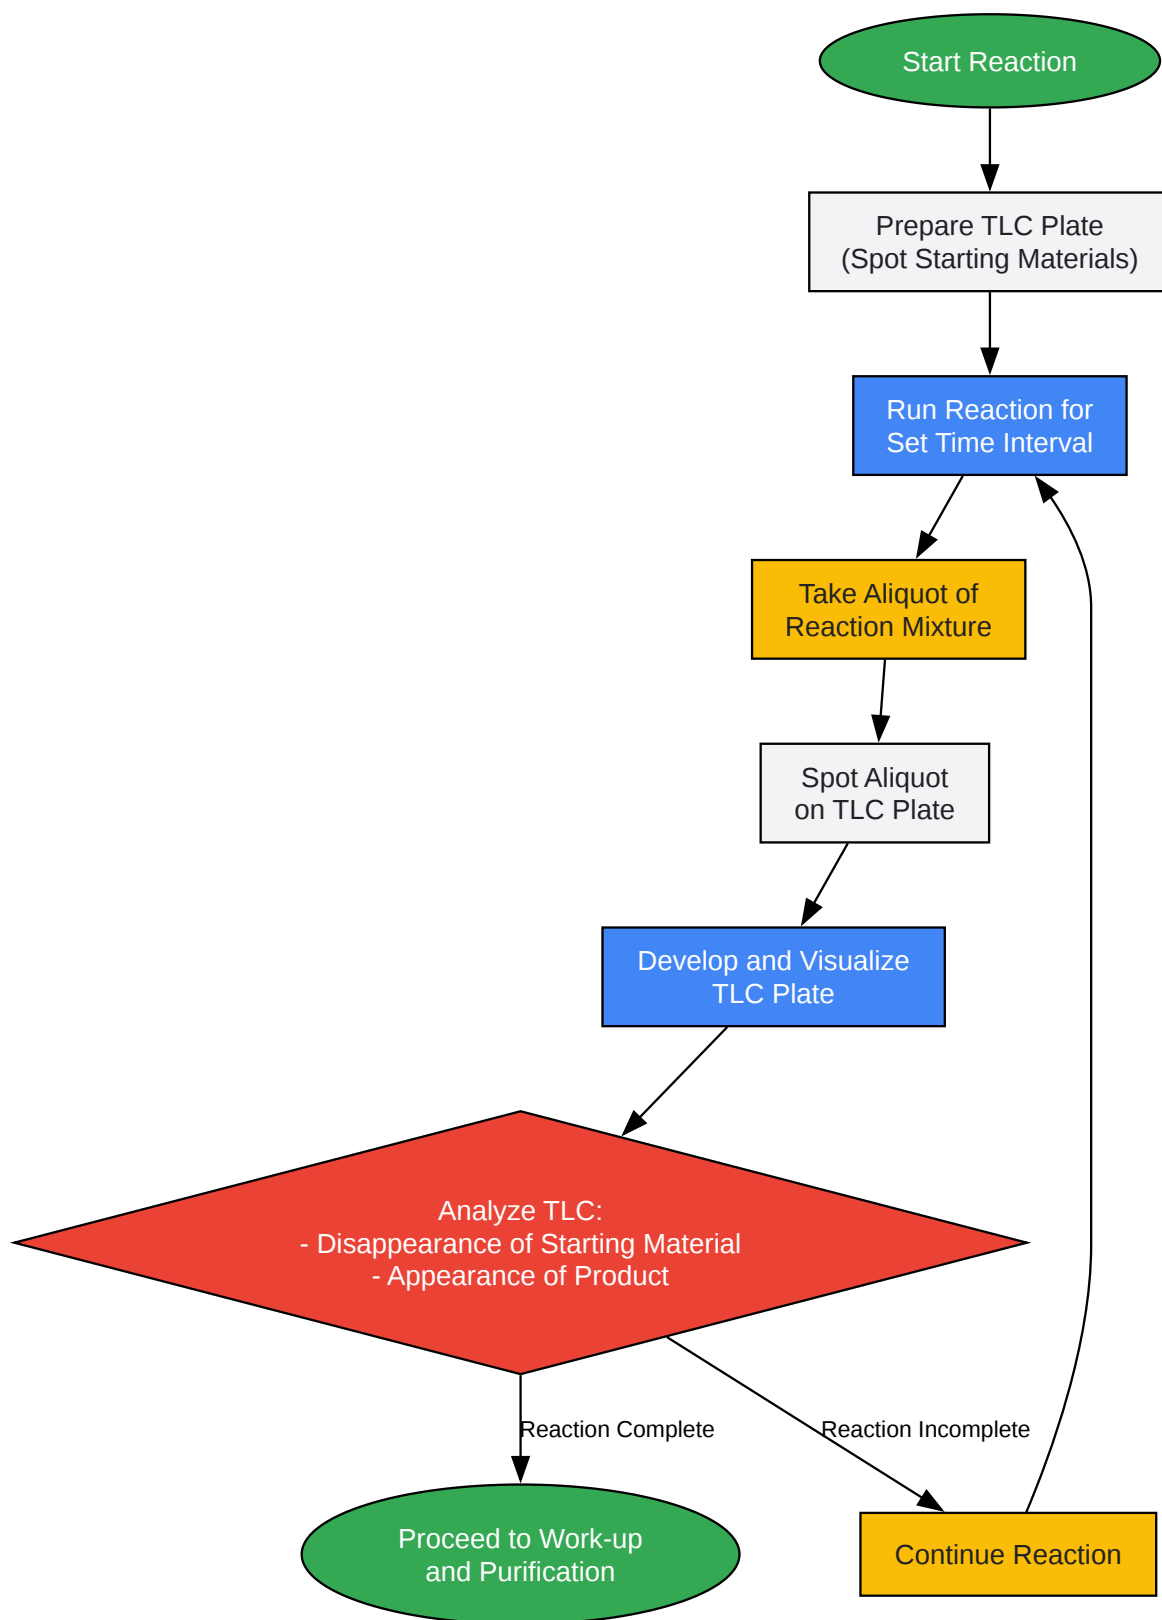 Start Reaction
Prepare TLC Plate
(Spot Starting Materials)
Run Reaction for
Set Time Interval
Take Aliquot of
Reaction Mixture
Spot Aliquot
on TLC Plate
Develop and Visualize
TLC Plate
Analyze TLC:
- Disappearance of Starting Material
- Appearance of Product
Reaction Complete
Reaction Incomplete
Proceed to Work-up
and Purification
Continue Reaction